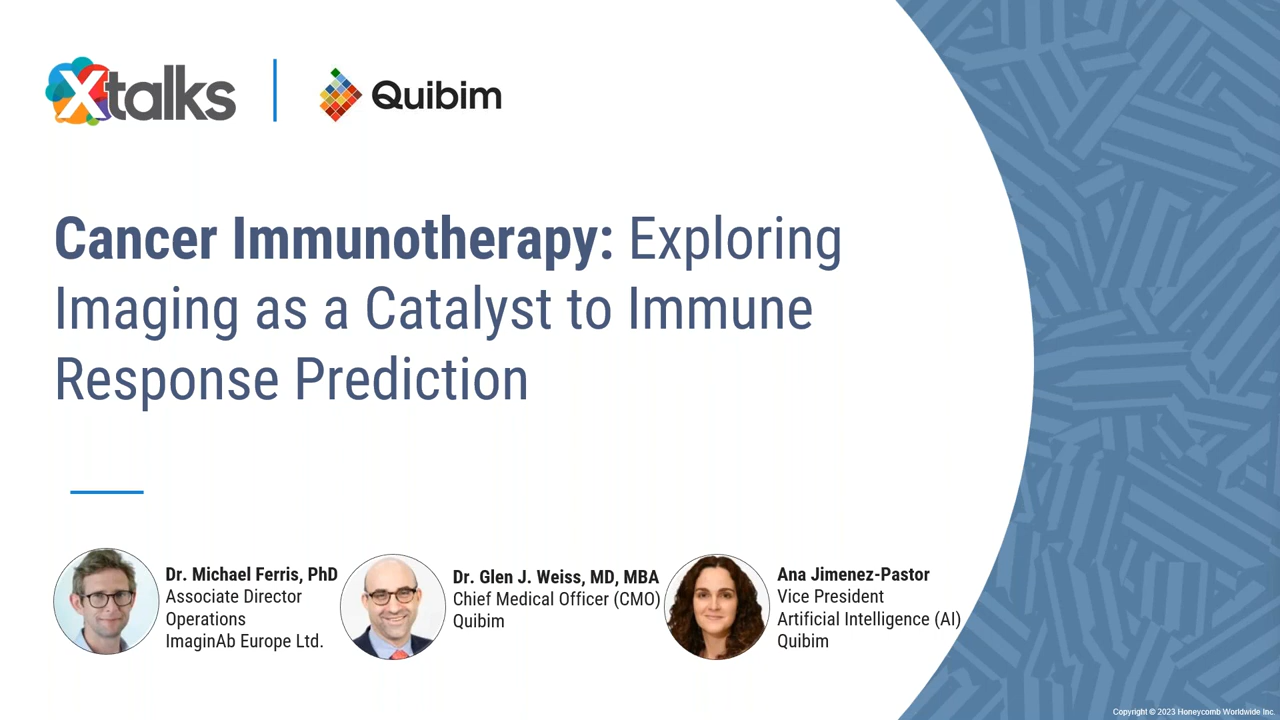 Xtalks
Quibim
Cancer Immunotherapy: Exploring
Imaging as a Catalyst to Immune
Response Prediction
Dr. Michael Ferris, PhD
Associate Director
Operations
ImaginAb Europe Ltd.
Dr. Glen J. Weiss, MD, MBA
Chief Medical Officer (CMO)
Quibim
Ana Jimenez-Pastor
Vice President
Artificial Intelligence (AI)
Quibim
Copyright © 2023 Honeycomb Worldwide Inc.